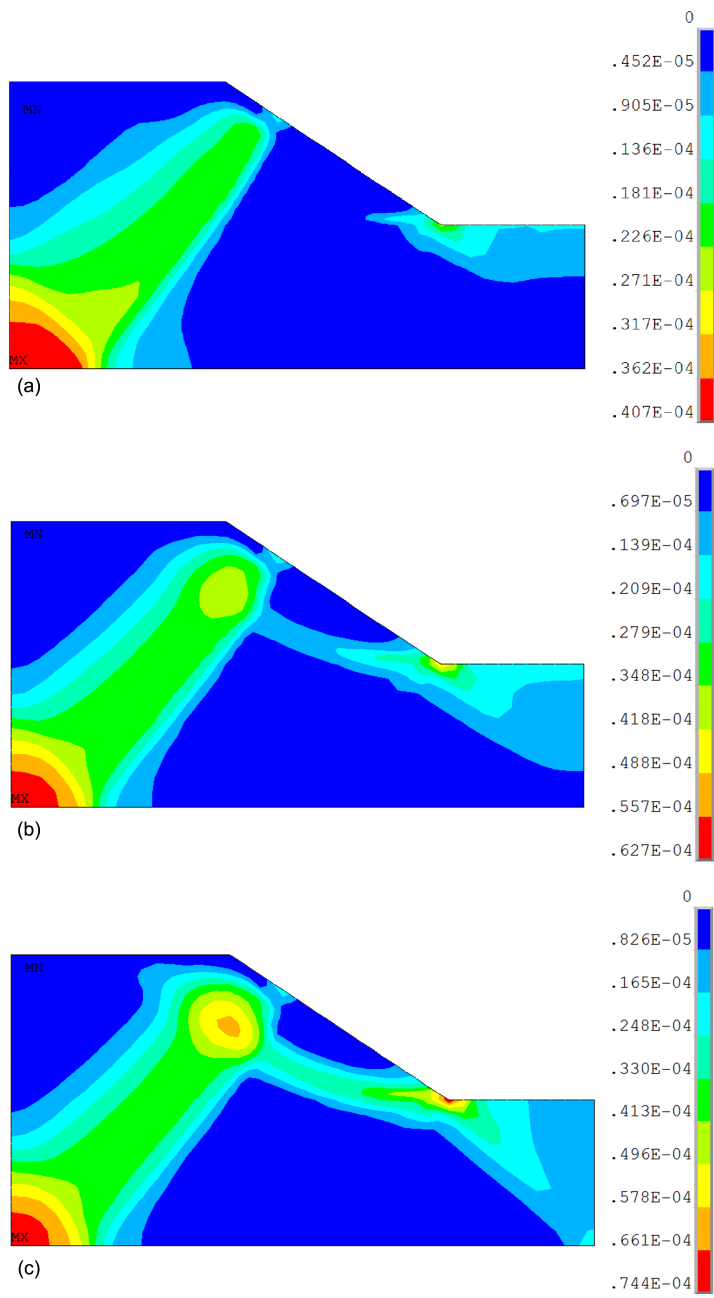 0
.452E-05
.905E-05
.136E-04
.181E-04
.226E-04
.271E-04
.317E-04
.362E-04
.407E-04
MN
MX
(a)
0
.697E-05
.139E-04
.209E-04
.279E-04
.348E-04
.418E-04
.488E-04
.557E-04
.627E-04
MN
MX
(b)
0
.826E-05
.165E-04
.248E-04
.330E-04
.413E-04
.496E-04
.578E-04
.661E-04
.744E-04
MN
MX
(c)